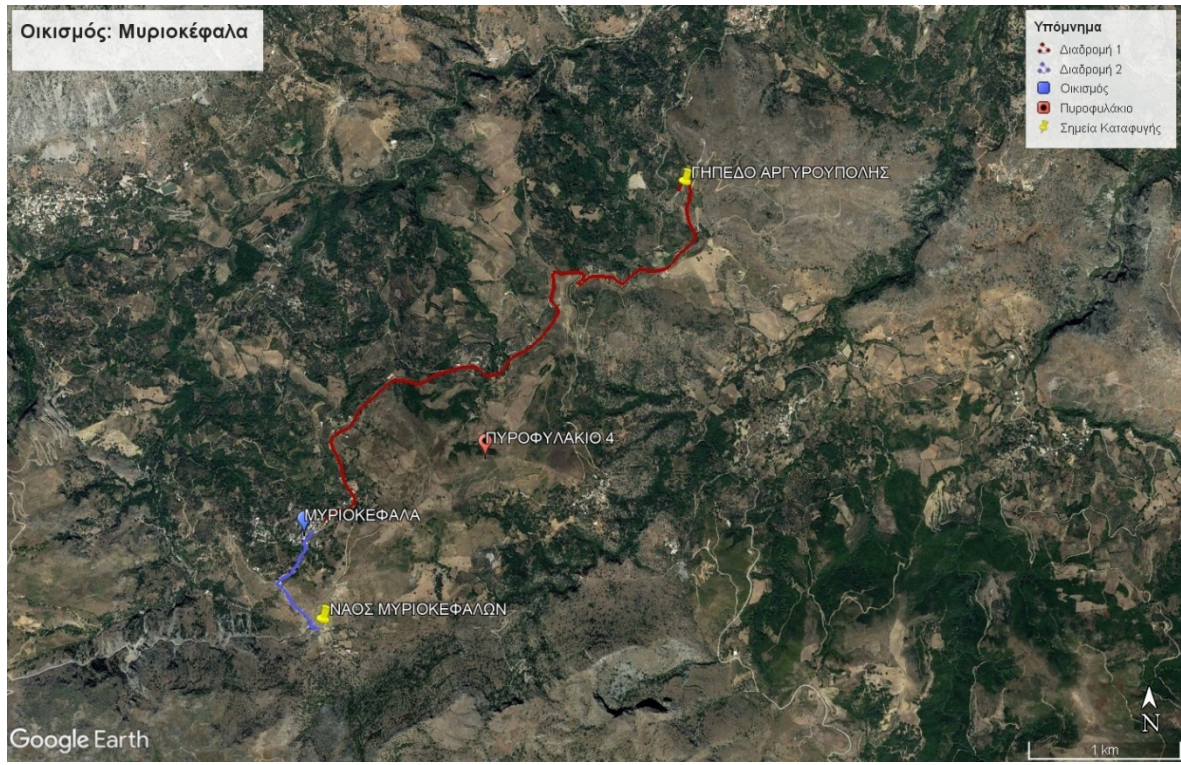 Οικισμός: Μυριοκέφαλα
Υπόμνημα
Διαδρομή 1
Διαδρομή 2
Οικισμός
Πυροφυλάκιο
Σημεία Καταφυγής
ΓΗΠΕΔΟ ΑΡΓΥΡΟΥΠΟΛΗΣ
ΠΥΡΟΦΥΛΑΚΙΟ 4
ΜΥΡΙΟΚΕΦΑΛΑ
ΝΑΟΣ ΜΥΡΙΟΚΕΦΑΛΩΝ
Google Earth
N
1 km